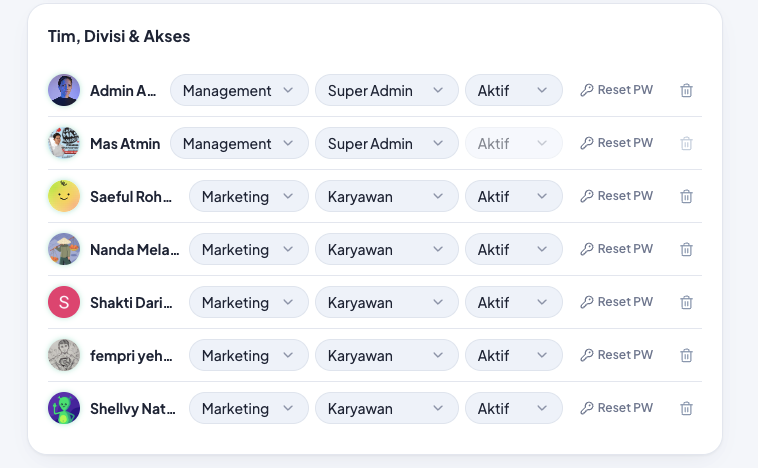 Tim, Divisi & Akses
Admin A... Management Super Admin Aktif Reset PW
Mas Atmin Management Super Admin Aktif Reset PW
Saeful Roh... Marketing Karyawan Aktif Reset PW
Nanda Mela... Marketing Karyawan Aktif Reset PW
S Shakti Dari... Marketing Karyawan Aktif Reset PW
fempri yeh... Marketing Karyawan Aktif Reset PW
Shellvy Nat... Marketing Karyawan Aktif Reset PW